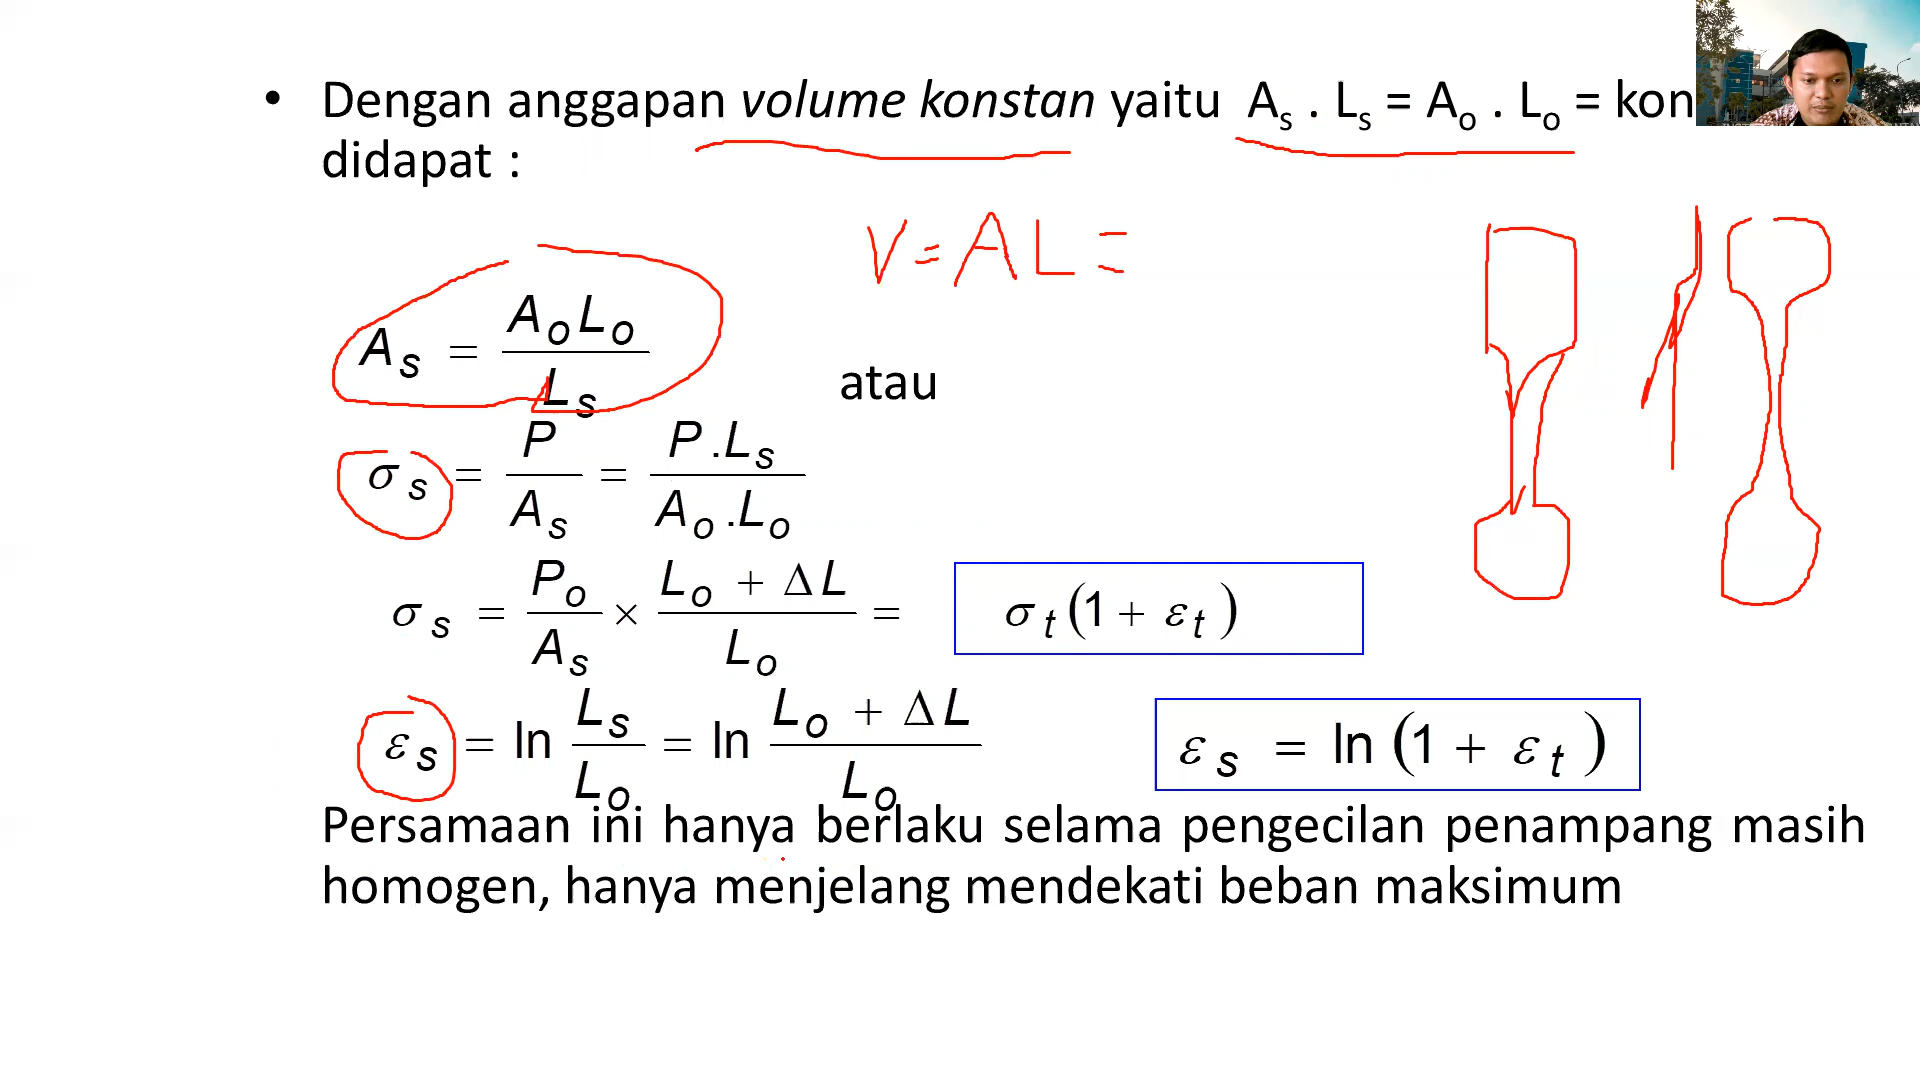 • Dengan anggapan volume konstan yaitu As . Ls = Ao . Lo = kon
didapat :
V = AL =
As = AoLo / Ls
atau
σs = P / As = P.Ls / Ao.Lo
σs = Po / As × Lo + ΔL / Lo = σt(1 + εt)
εs = ln Ls / Lo = ln Lo + ΔL / Lo εs = ln(1 + εt)
Persamaan ini hanya berlaku selama pengecilan penampang masih
homogen, hanya menjelang mendekati beban maksimum